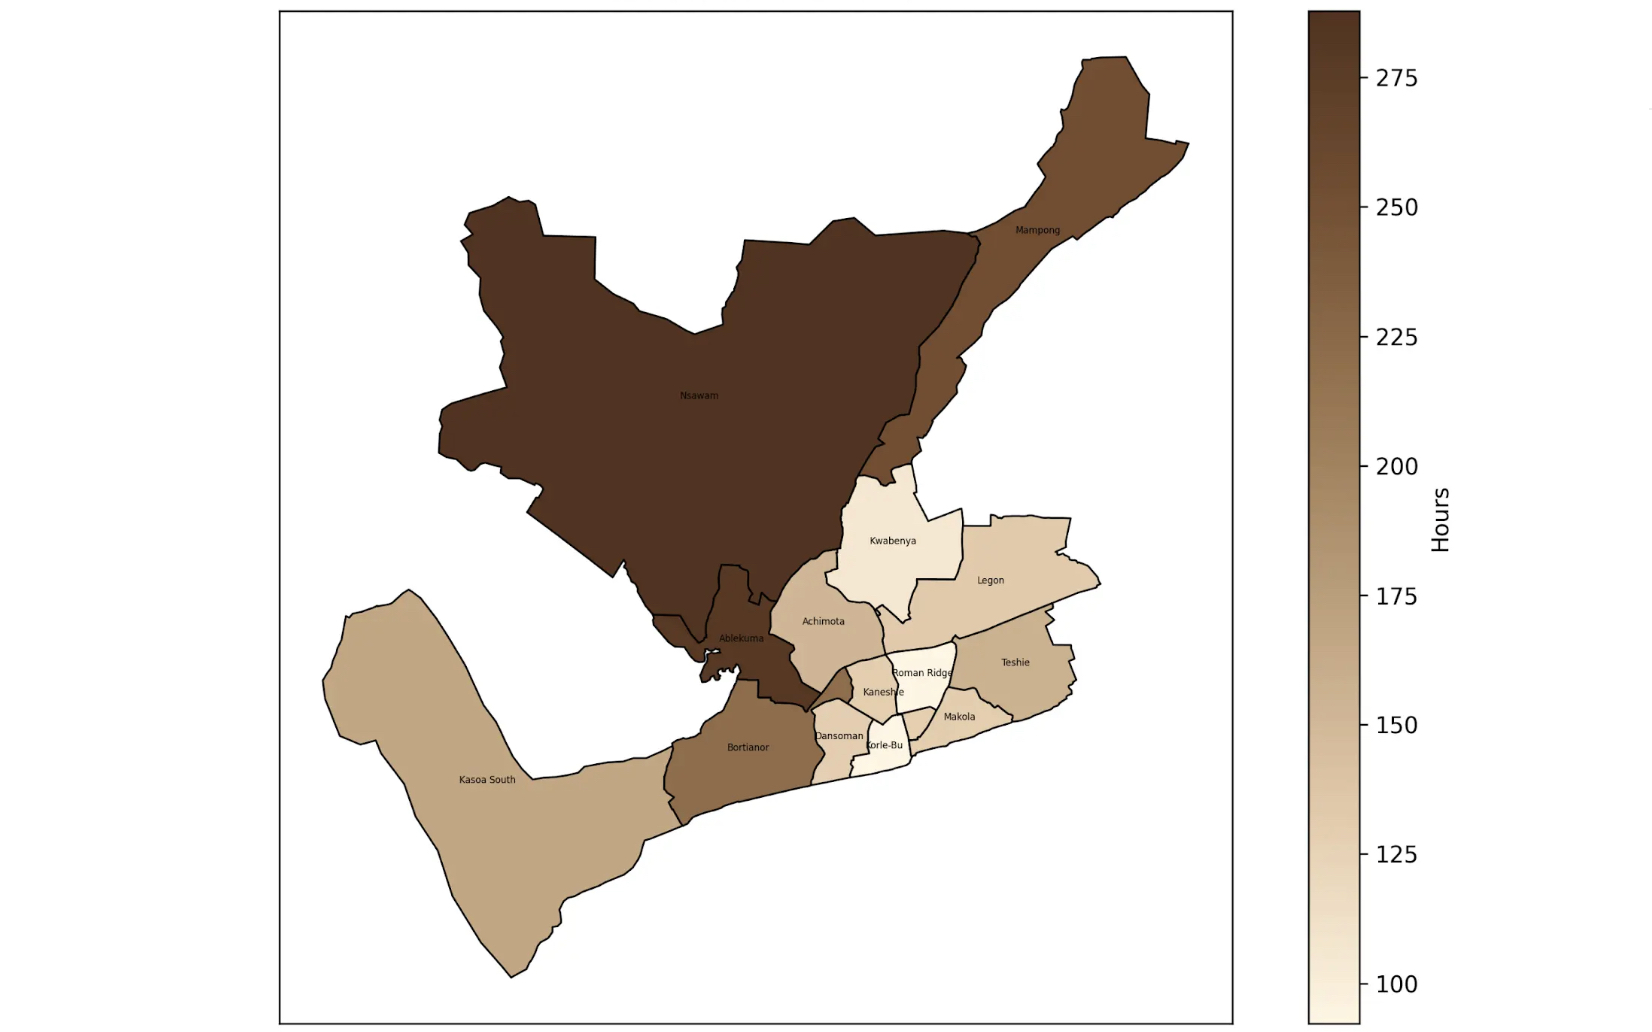 Mampong
Nsawam
Kwabenya
Legon
Achimota
Ablekuma
Teshie
Roman Ridge
Kaneshie
Makola
Dansoman
Korle-Bu
Bortianor
Kasoa South
275
250
225
200
175
150
125
100
Hours